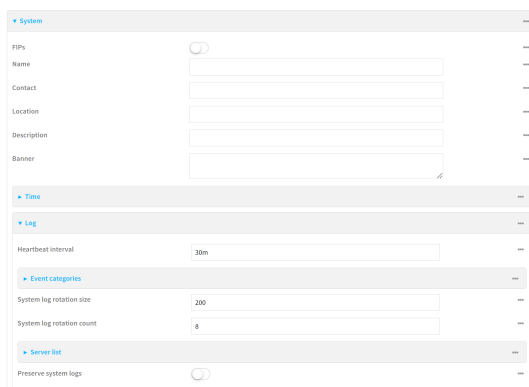 ▾ System
FIPs
Name
Contact
Location
Description
Banner
▸ Time
▾ Log
Heartbeat interval 30m
▸ Event categories
System log rotation size 200
System log rotation count 8
▸ Server list
Preserve system logs